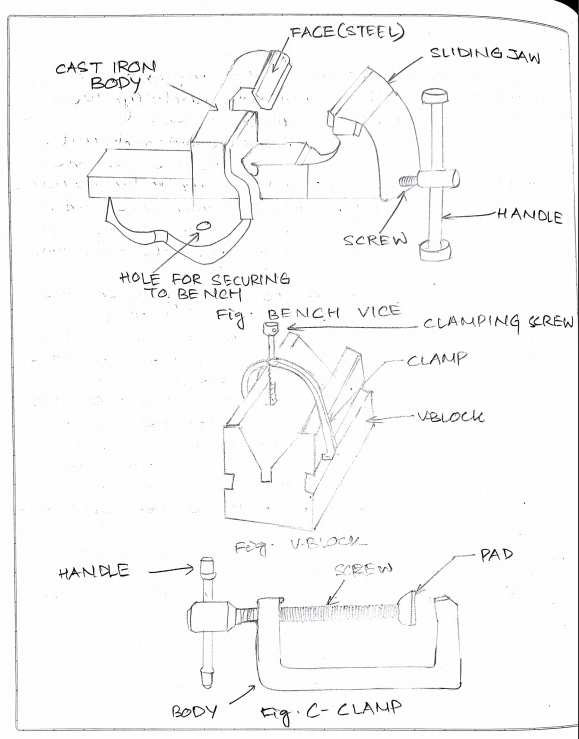 FACE (STEEL)
SLIDING JAW
CAST IRON
BODY
HANDLE
SCREW
HOLE FOR SECURING
TO BENCH
Fig. BENCH VICE
CLAMPING SCREW
CLAMP
V-BLOCK
Fig. V-BLOCK
HANDLE
SCREW
PAD
BODY
Fig. C-CLAMP